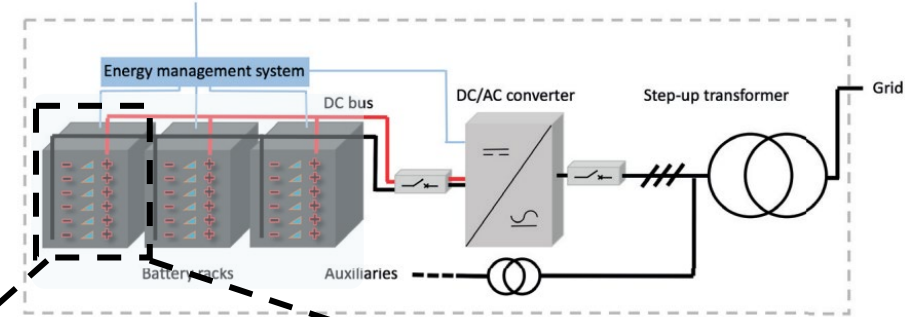 Energy management system
DC bus
DC/AC converter
Step-up transformer
Grid
Battery racks
Auxiliaries